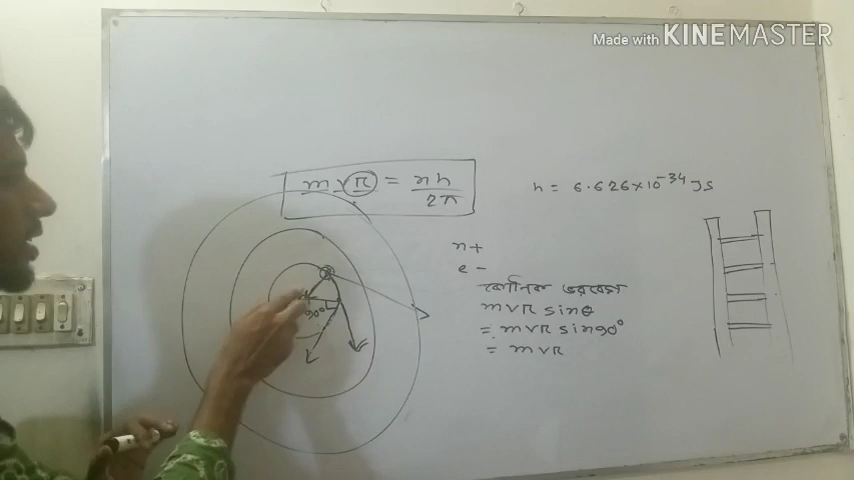 Made with KINEMASTER
mvR = nh/2π
h = 6.626×10⁻³⁴ JS
n+
e -
কৌনিক ভরবেগ
mvR sinθ
= mvR sin90°
= mvR
90°